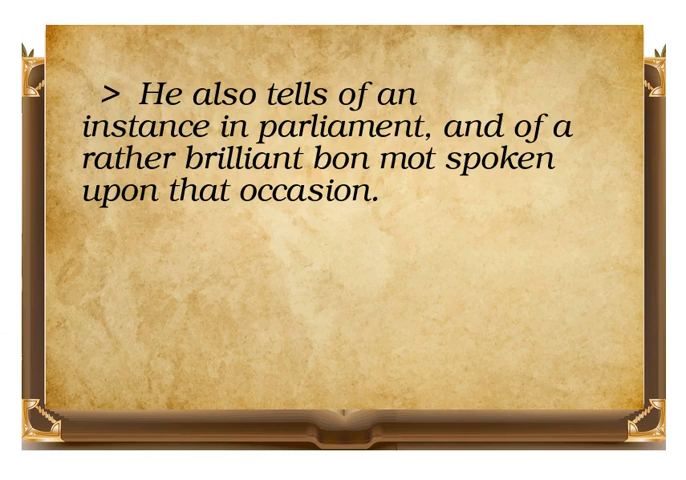 > He also tells of an
instance in parliament, and of a
rather brilliant bon mot spoken
upon that occasion.